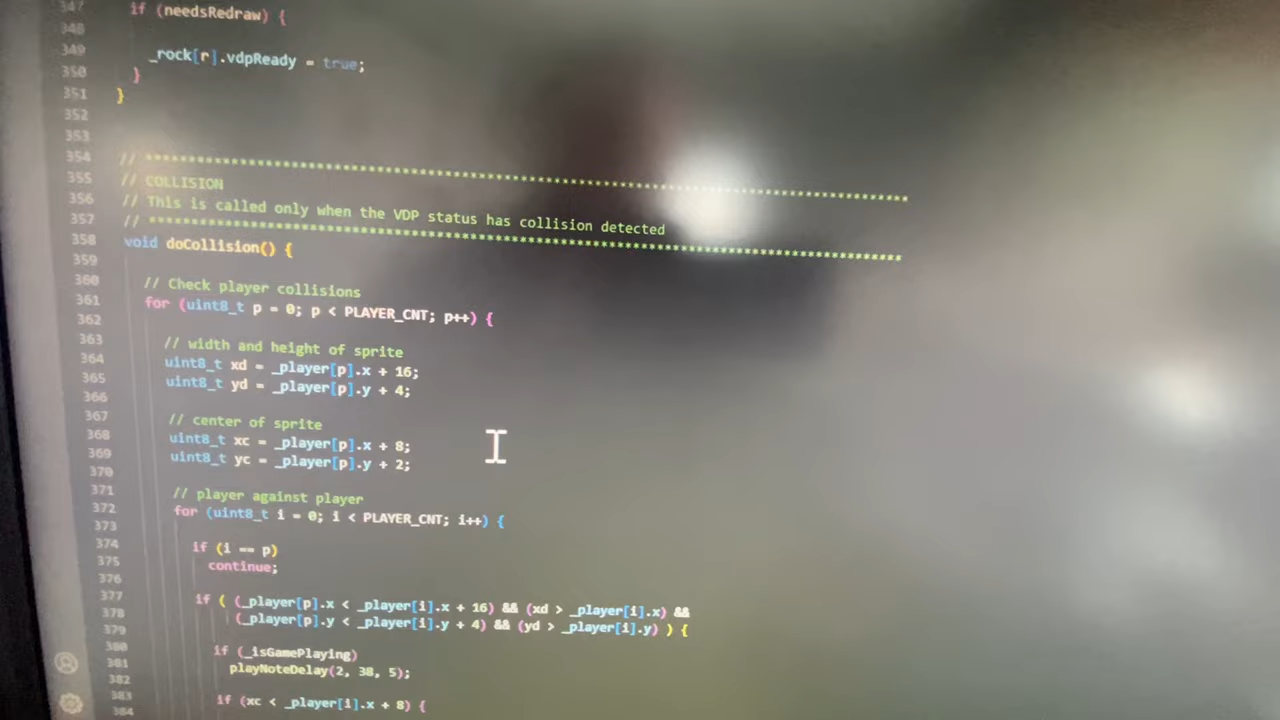 347 if (needsRedraw) {
348
349 _rock[r].vdpReady = true;
350 }
351 }
352
353
354 // ****************************************************************************************
355 // COLLISION
356 // This is called only when the VDP status has collision detected
357 // ****************************************************************************************
358 void doCollision() {
359
360 // Check player collisions
361 for (uint8_t p = 0; p < PLAYER_CNT; p++) {
362
363 // width and height of sprite
364 uint8_t xd = _player[p].x + 16;
365 uint8_t yd = _player[p].y + 4;
366
367 // center of sprite
368 uint8_t xc = _player[p].x + 8;
369 uint8_t yc = _player[p].y + 2;
370
371 // player against player
372 for (uint8_t i = 0; i < PLAYER_CNT; i++) {
373
374 if (i == p)
375 continue;
376
377 if ( (_player[p].x < _player[i].x + 16) && (xd > _player[i].x) &&
378 (_player[p].y < _player[i].y + 4) && (yd > _player[i].y) ) {
379
380 if (_isGamePlaying)
381 playNoteDelay(2, 38, 5);
382
383 if (xc < _player[i].x + 8) {
384